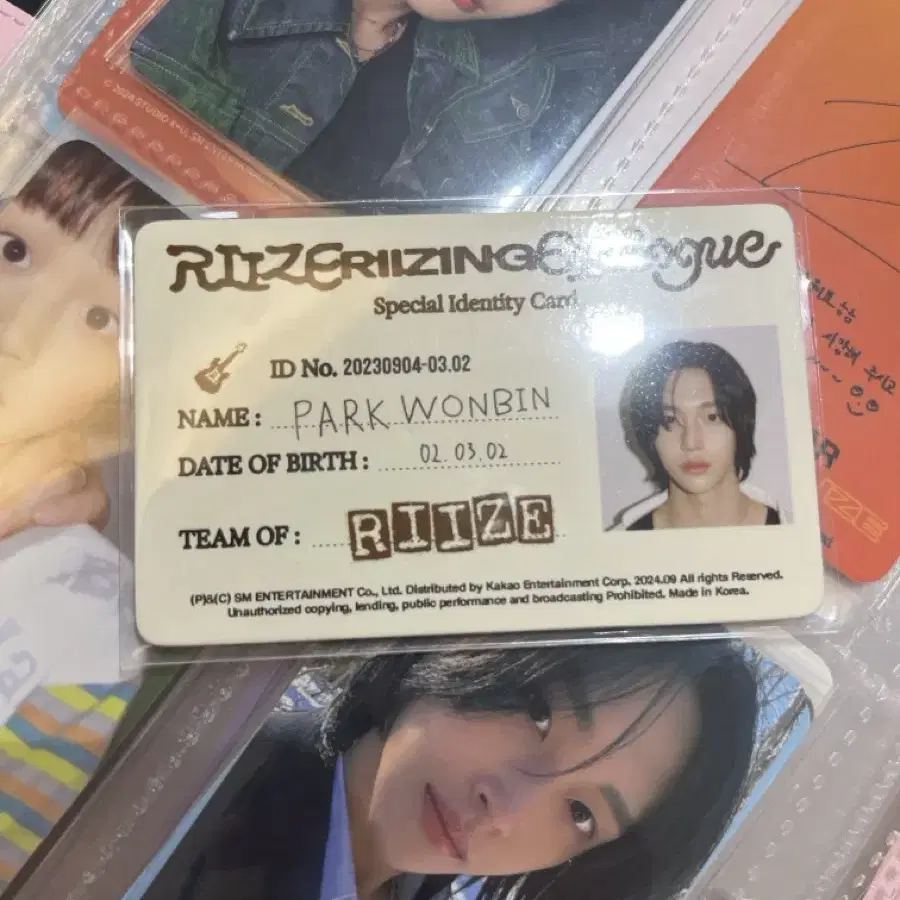 RIIZE RIIZING Epilogue
Special Identity Card
ID No. 20230904-03.02
NAME : PARK WONBIN
DATE OF BIRTH : 02.03.02
TEAM OF : RIIZE
(P)&(C) SM ENTERTAINMENT Co., Ltd. Distributed by Kakao Entertainment Corp, 2024.09 All rights Reserved.
Unauthorized copying, lending, public performance and broadcasting Prohibited. Made in Korea.